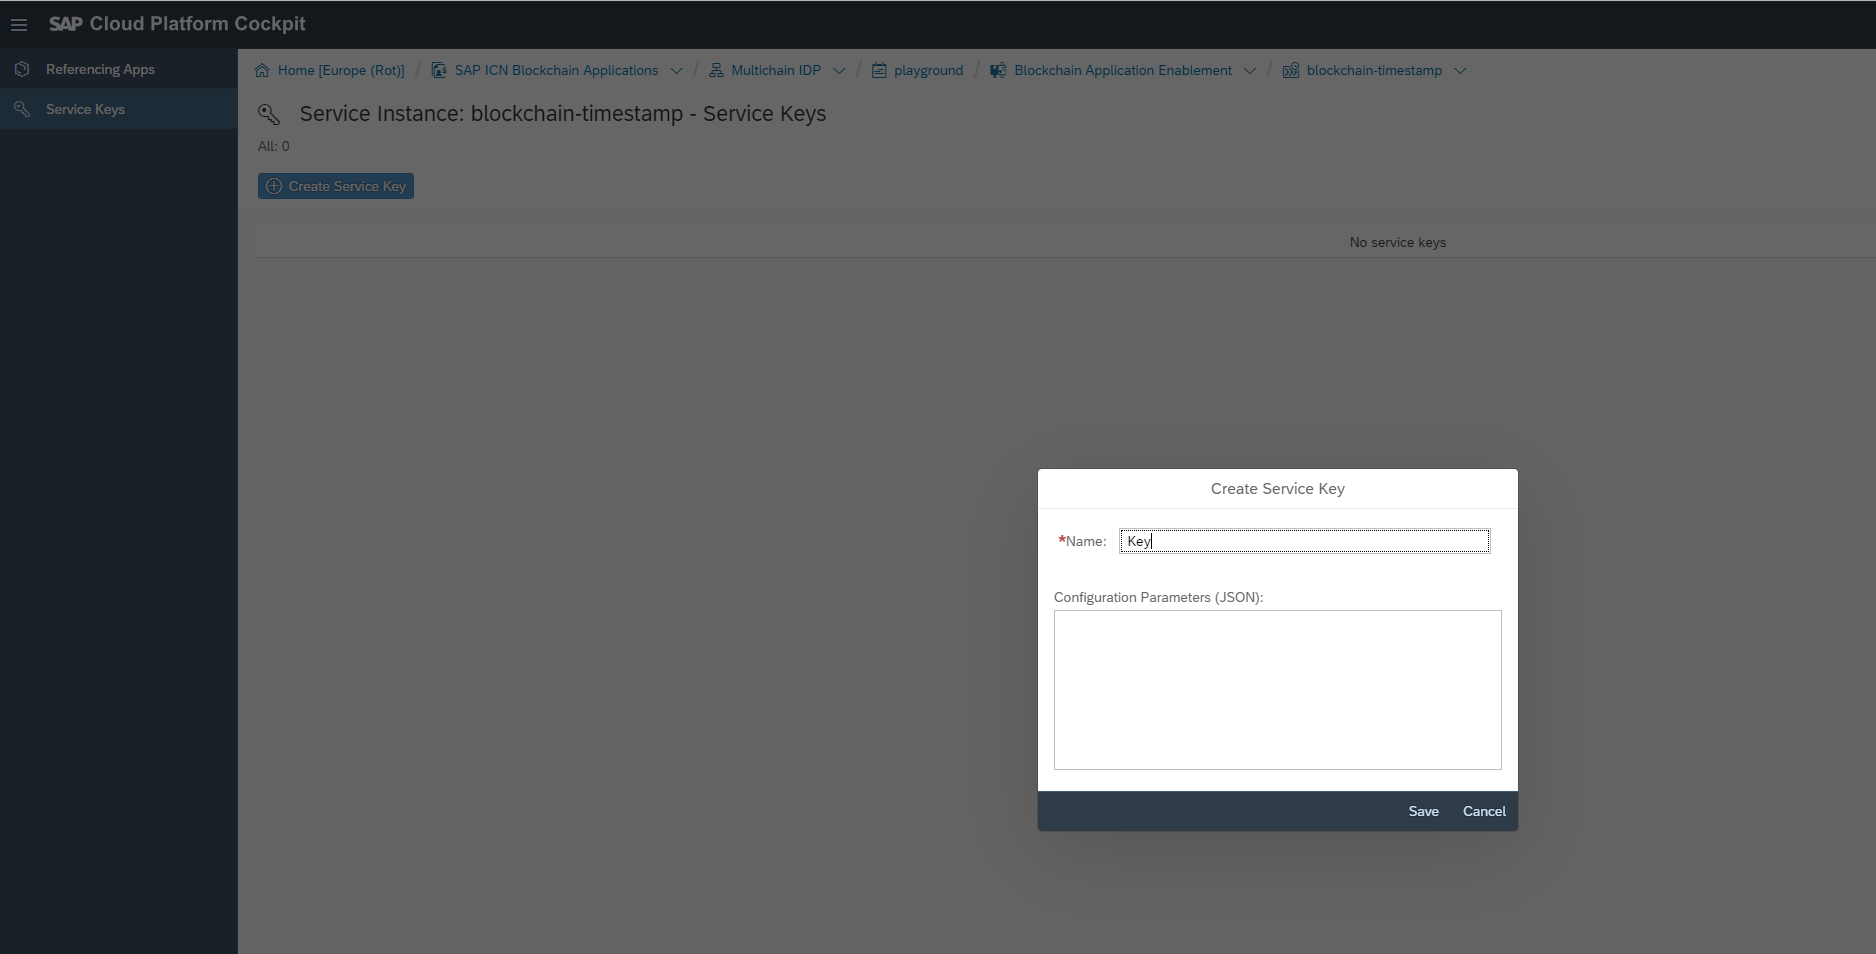 SAP Cloud Platform Cockpit
Referencing Apps
Service Keys
Home [Europe (Rot)] / SAP ICN Blockchain Applications / Multichain IDP / playground / Blockchain Application Enablement / blockchain-timestamp
Service Instance: blockchain-timestamp - Service Keys
All: 0
Create Service Key
No service keys
Create Service Key
*Name: Key
Configuration Parameters (JSON):
Save Cancel